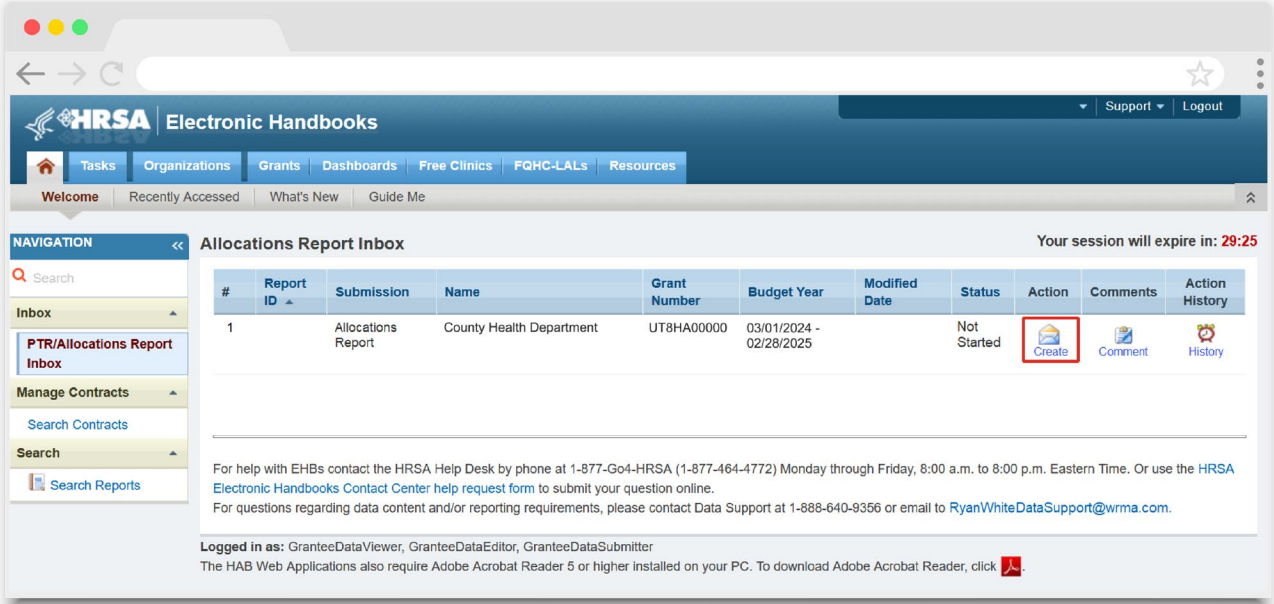 Support
Logout
HRSA
Electronic Handbooks
Tasks
Organizations
Grants
Dashboards
Free Clinics
FQHC-LALs
Resources
Welcome
Recently Accessed
What's New
Guide Me
NAVIGATION
Search
Inbox
PTR/Allocations Report
Inbox
Manage Contracts
Search Contracts
Search
Search Reports
Allocations Report Inbox
Your session will expire in: 29:25
# Report ID Submission Name Grant Number Budget Year Modified Date Status Action Comments Action History
1 Allocations Report County Health Department UT8HA00000 03/01/2024 - 02/28/2025 Not Started Create Comment History
For help with EHBs contact the HRSA Help Desk by phone at 1-877-Go4-HRSA (1-877-464-4772) Monday through Friday, 8:00 a.m. to 8:00 p.m. Eastern Time. Or use the HRSA
Electronic Handbooks Contact Center help request form to submit your question online.
For questions regarding data content and/or reporting requirements, please contact Data Support at 1-888-640-9356 or email to RyanWhiteDataSupport@wrma.com.
Logged in as: GranteeDataViewer, GranteeDataEditor, GranteeDataSubmitter
The HAB Web Applications also require Adobe Acrobat Reader 5 or higher installed on your PC. To download Adobe Acrobat Reader, click .